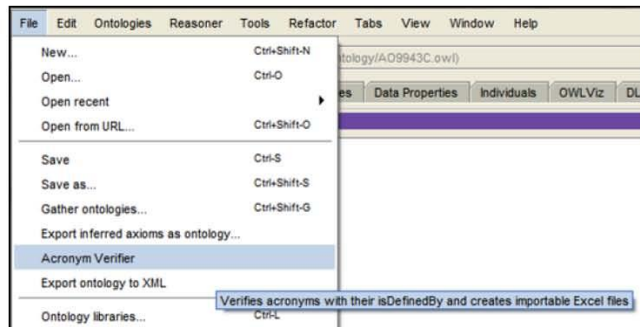 File Edit Ontologies Reasoner Tools Refactor Tabs View Window Help
New... Ctrl+Shift-N
ntology/AO9943C.owl)
Open... Ctrl-O
es Data Properties Individuals OWLViz DL
Open recent
Open from URL... Ctrl+Shift-O
Save Ctrl-S
Save as... Ctrl+Shift-S
Gather ontologies... Ctrl+Shift-G
Export inferred axioms as ontology...
Acronym Verifier
Export ontology to XML
Verifies acronyms with their isDefinedBy and creates importable Excel files
Ontology libraries... Ctrl-L